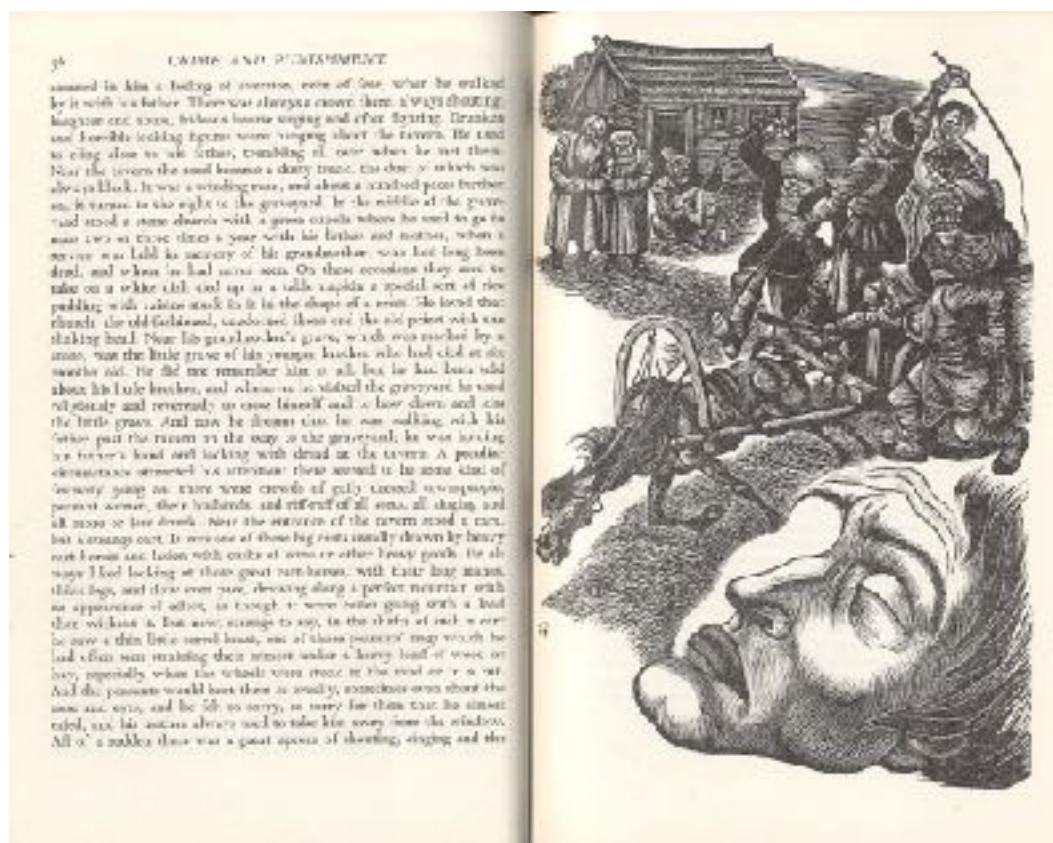 56 CRIME AND PUNISHMENT
in him a feeling of aversion, even of fear, when he walked
by it with his father. There was always a crowd there, always shouting,
laughter and abuse, hideous hoarse singing and often fighting. Drunken
and horrible-looking figures were hanging about the tavern. He used
to cling close to his father, trembling all over when he met them.
Near the tavern the road became a dusty track, the dust of which was
always black. It was a winding road, and about a hundred paces further
on, it turned to the right to the graveyard. In the middle of the grave-
yard stood a stone church with a green cupola where he used to go to
mass two or three times a year with his father and mother, when a
service was held in memory of his grandmother, who had long been
dead, and whom he had never seen. On these occasions they used to
take on a white dish tied up in a table napkin a special sort of rice
pudding with raisins stuck in it in the shape of a cross. He loved that
church, the old-fashioned, unadorned ikons and the old priest with the
shaking head. Near his grandmother's grave, which was marked by a
stone, was the little grave of his younger brother who had died at six
months old. He did not remember him at all, but he had been told
about his little brother, and whenever he visited the graveyard he used
religiously and reverently to cross himself and to bow down and kiss
the little grave. And now he dreamt that he was walking with his
father past the tavern on the way to the graveyard; he was holding
his father's hand and looking with dread at the tavern. A peculiar
circumstance attracted his attention: there seemed to be some kind of
festivity going on, there were crowds of gaily dressed townspeople,
peasant women, their husbands, and riff-raff of all sorts, all singing and
all more or less drunk. Near the entrance of the tavern stood a cart,
but a strange cart. It was one of those big carts usually drawn by heavy
cart-horses and laden with casks of wine or other heavy goods. He al-
ways liked looking at those great cart-horses, with their long manes,
thick legs, and slow even pace, drawing along a perfect mountain with
no appearance of effort, as though it were easier going with a load
than without it. But now, strange to say, in the shafts of such a cart
he saw a thin little sorrel beast, one of those peasants' nags which he
had often seen straining their utmost under a heavy load of wood or
hay, especially when the wheels were stuck in the mud or in a rut.
And the peasants would beat them so cruelly, sometimes even about the
nose and eyes, and he felt so sorry, so sorry for them that he almost
cried, and his mother always used to take him away from the window.
All of a sudden there was a great uproar of shouting, singing and the